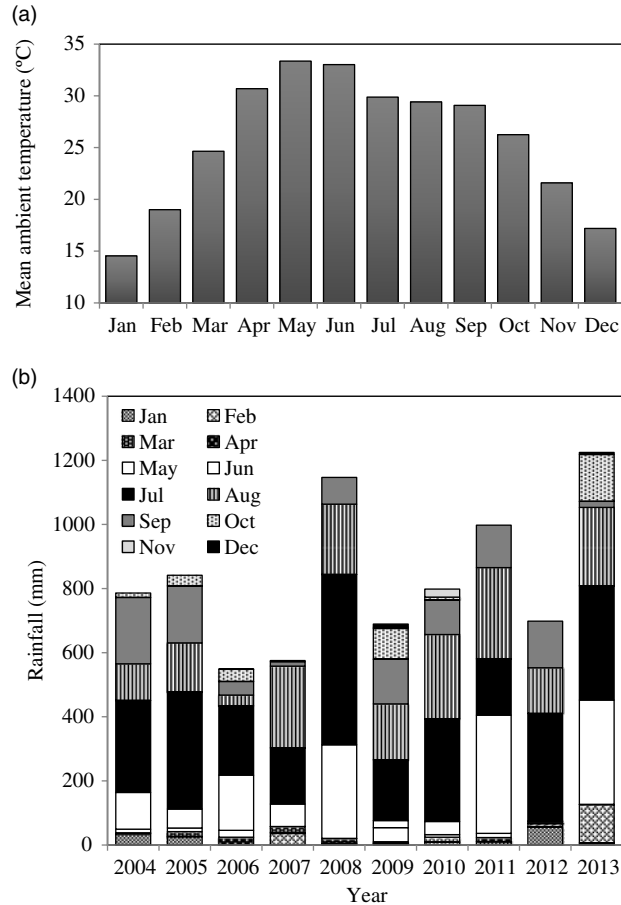 (a)
Mean ambient temperature (ºC)
35
30
25
20
15
10
Jan Feb Mar Apr May Jun Jul Aug Sep Oct Nov Dec
(b)
Rainfall (mm)
1400
1200
1000
800
600
400
200
0
Jan Feb
Mar Apr
May Jun
Jul Aug
Sep Oct
Nov Dec
2004 2005 2006 2007 2008 2009 2010 2011 2012 2013
Year